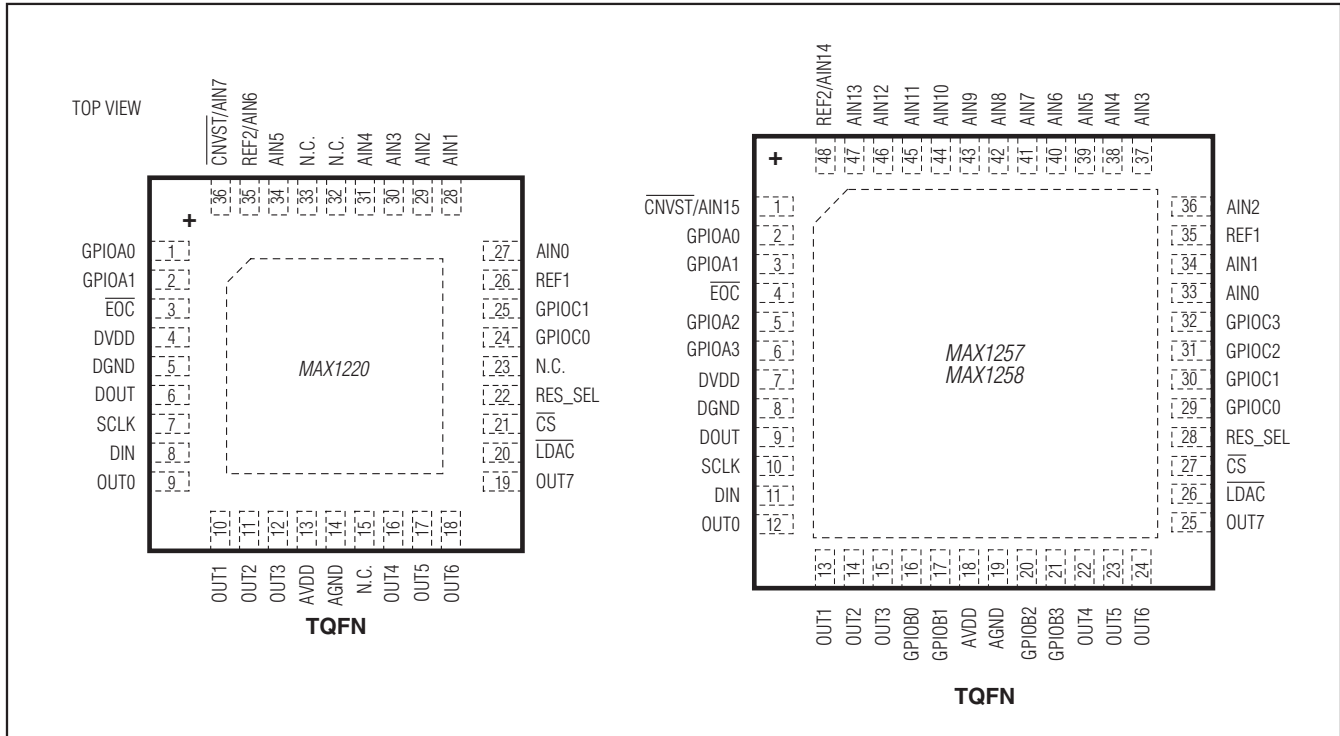 TOP VIEW
CNVST/AIN7
REF2/AIN6
AIN5
N.C.
N.C.
AIN4
AIN3
AIN2
AIN1
36 35 34 33 32 31 30 29 28
+
GPIOA0 1
GPIOA1 2
EOC 3
DVDD 4
DGND 5
DOUT 6
SCLK 7
DIN 8
OUT0 9
MAX1220
27 AIN0
26 REF1
25 GPIOC1
24 GPIOC0
23 N.C.
22 RES_SEL
21 CS
20 LDAC
19 OUT7
10 11 12 13 14 15 16 17 18
OUT1
OUT2
OUT3
AVDD
AGND
N.C.
OUT4
OUT5
OUT6
TQFN
REF2/AIN14
AIN13
AIN12
AIN11
AIN10
AIN9
AIN8
AIN7
AIN6
AIN5
AIN4
AIN3
48 47 46 45 44 43 42 41 40 39 38 37
+
CNVST/AIN15 1
GPIOA0 2
GPIOA1 3
EOC 4
GPIOA2 5
GPIOA3 6
DVDD 7
DGND 8
DOUT 9
SCLK 10
DIN 11
OUT0 12
MAX1257
MAX1258
36 AIN2
35 REF1
34 AIN1
33 AIN0
32 GPIOC3
31 GPIOC2
30 GPIOC1
29 GPIOC0
28 RES_SEL
27 CS
26 LDAC
25 OUT7
13 14 15 16 17 18 19 20 21 22 23 24
OUT1
OUT2
OUT3
GPIOB0
GPIOB1
AVDD
AGND
GPIOB2
GPIOB3
OUT4
OUT5
OUT6
TQFN